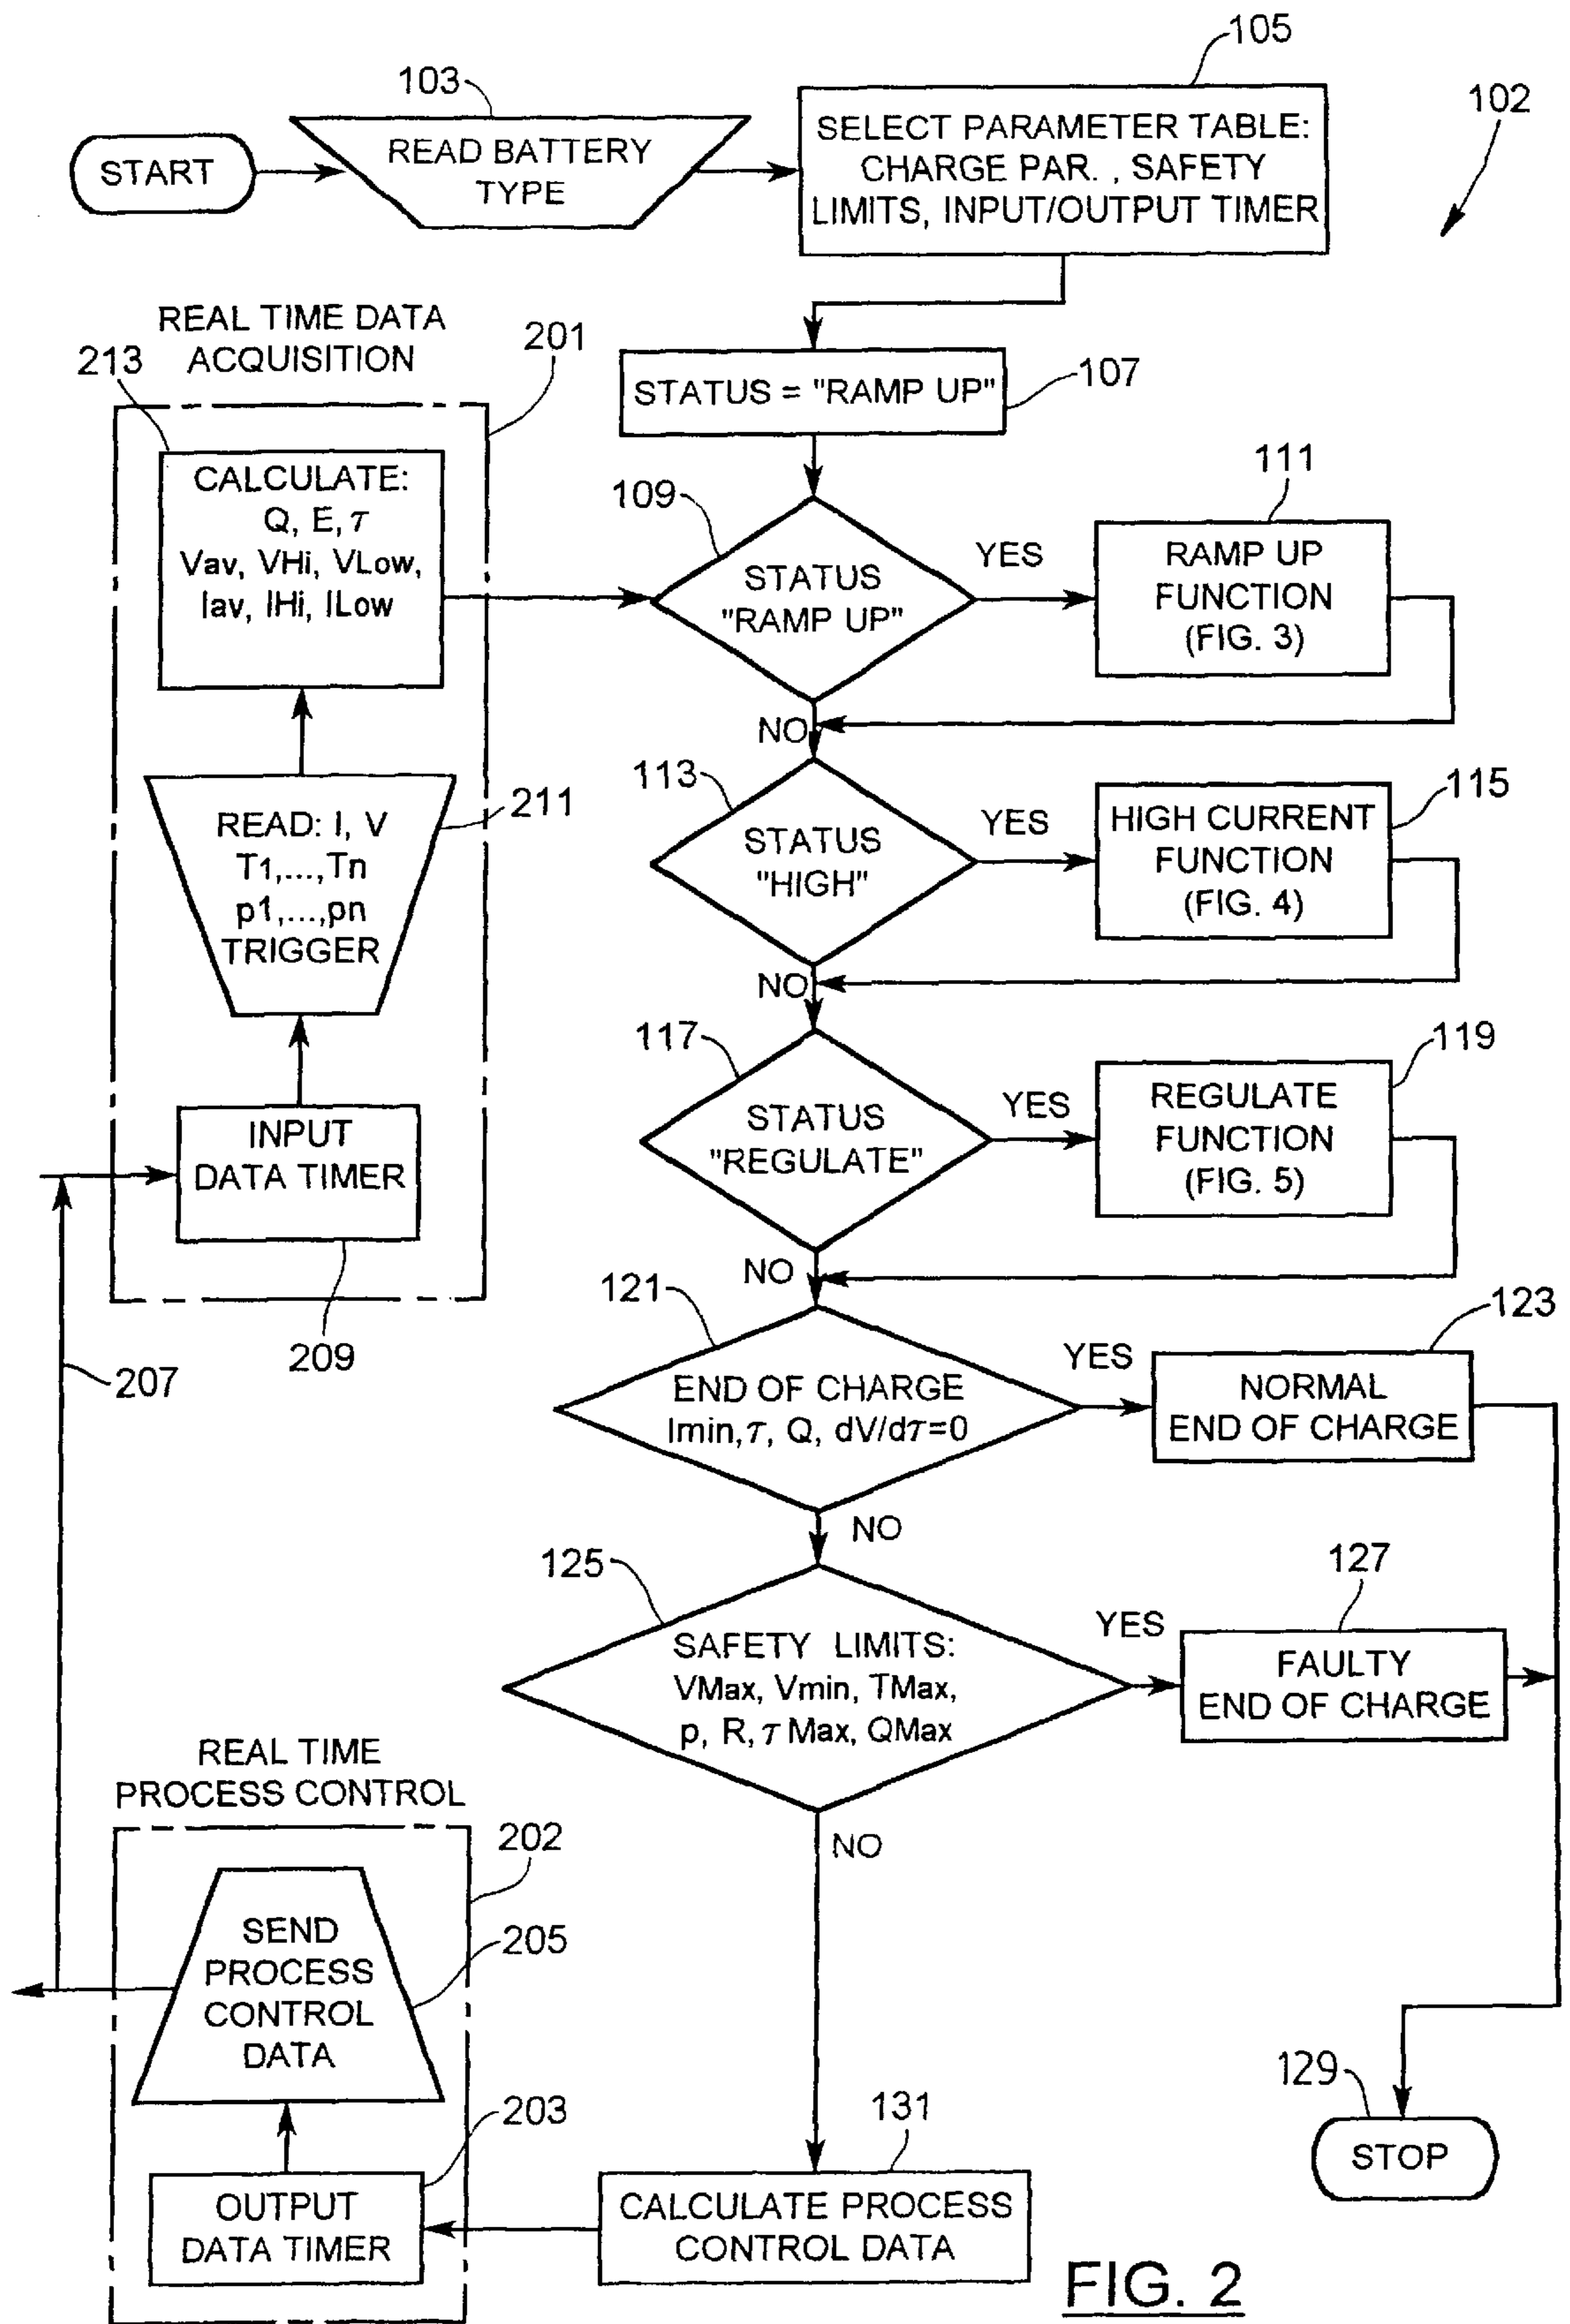 105
103
102
START
READ BATTERY
TYPE
SELECT PARAMETER TABLE:
CHARGE PAR. , SAFETY
LIMITS, INPUT/OUTPUT TIMER
REAL TIME DATA
ACQUISITION
201
213
STATUS = "RAMP UP"
107
CALCULATE:
Q, E, τ
Vav, VHi, VLow,
Iav, IHi, ILow
109
STATUS
"RAMP UP"
YES
111
RAMP UP
FUNCTION
(FIG. 3)
NO
113
STATUS
"HIGH"
YES
115
HIGH CURRENT
FUNCTION
(FIG. 4)
NO
READ: I, V
T1,...,Tn
p1,...,pn
TRIGGER
211
117
STATUS
"REGULATE"
YES
119
REGULATE
FUNCTION
(FIG. 5)
NO
INPUT
DATA TIMER
209
207
121
END OF CHARGE
Imin, τ, Q, dV/dτ=0
YES
123
NORMAL
END OF CHARGE
NO
125
SAFETY LIMITS:
VMax, Vmin, TMax,
p, R, τ Max, QMax
YES
127
FAULTY
END OF CHARGE
NO
REAL TIME
PROCESS CONTROL
202
SEND
PROCESS
CONTROL
DATA
205
203
OUTPUT
DATA TIMER
131
CALCULATE PROCESS
CONTROL DATA
129
STOP
FIG. 2